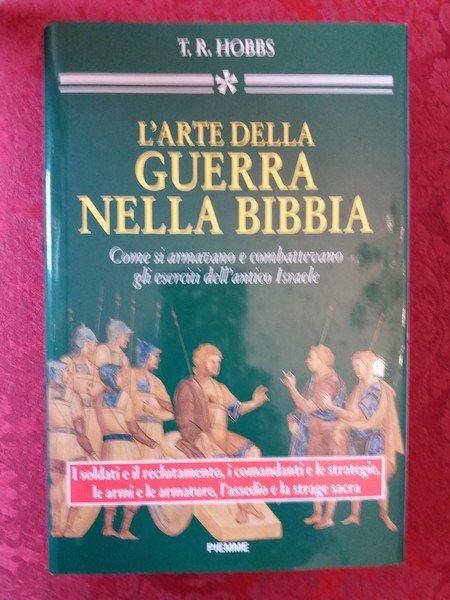 T. R. HOBBS
L'ARTE DELLA
GUERRA
NELLA BIBBIA
Come si armavano e combattevano
gli eserciti dell'antico Israele
I soldati e il reclutamento, i comandanti e le strategie,
le armi e le armature, l'assedio e la strage sacra
PIEMME